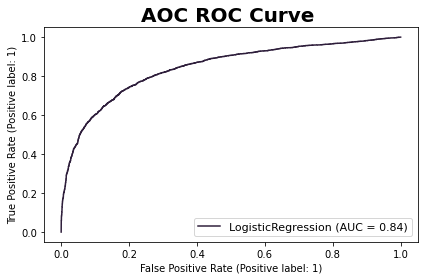 AOC ROC Curve
True Positive Rate (Positive label: 1)
1.0
0.8
0.6
0.4
0.2
0.0
LogisticRegression (AUC = 0.84)
0.0 0.2 0.4 0.6 0.8 1.0
False Positive Rate (Positive label: 1)